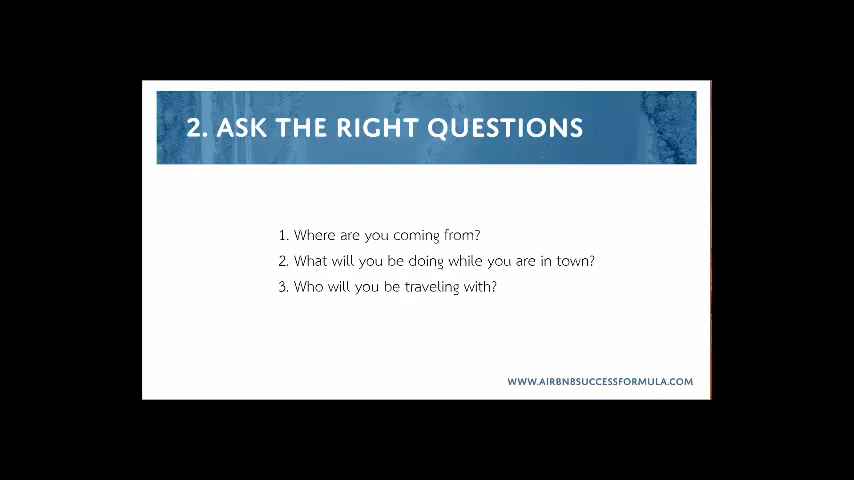 2. ASK THE RIGHT QUESTIONS
1. Where are you coming from?
2. What will you be doing while you are in town?
3. Who will you be traveling with?
WWW.AIRBNBSUCCESSFORMULA.COM